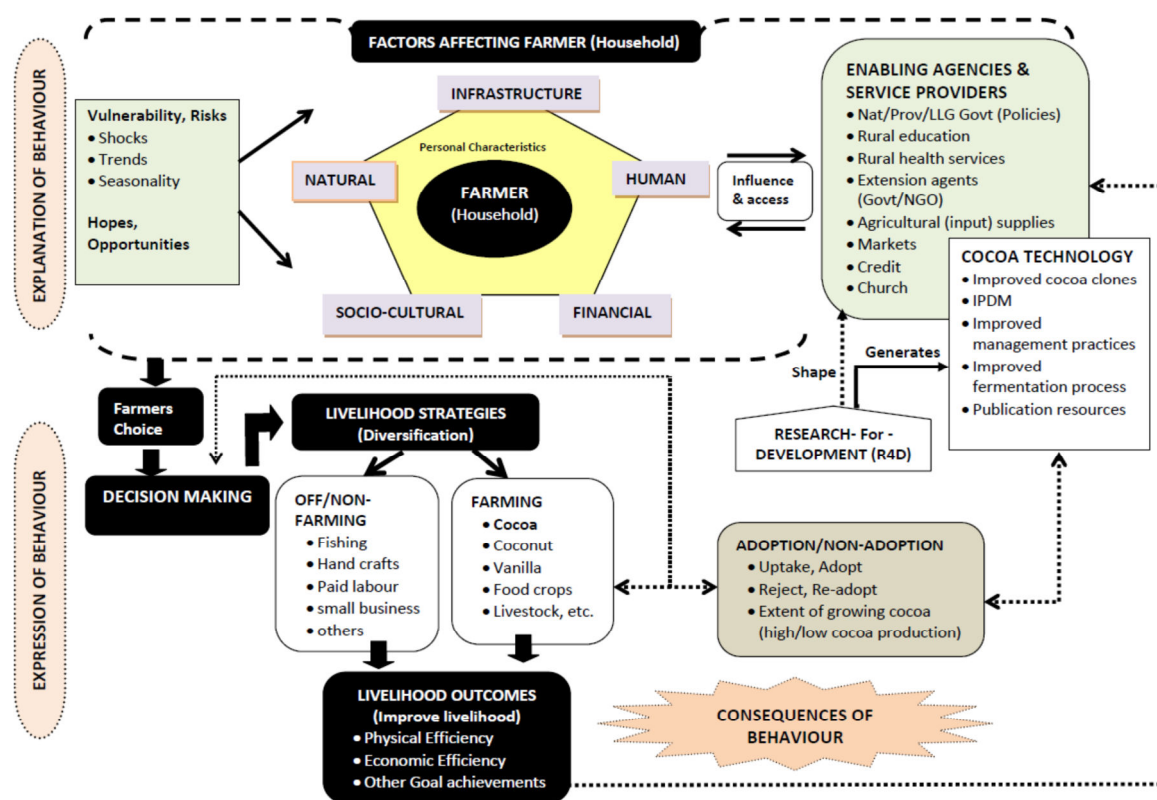 FACTORS AFFECTING FARMER (Household)
EXPLANATION OF BEHAVIOUR
Vulnerability, Risks
• Shocks
• Trends
• Seasonality
Hopes,
Opportunities
INFRASTRUCTURE
Personal Characteristics
NATURAL
FARMER
(Household)
HUMAN
SOCIO-CULTURAL
FINANCIAL
Influence
& access
ENABLING AGENCIES &
SERVICE PROVIDERS
• Nat/Prov/LLG Govt (Policies)
• Rural education
• Rural health services
• Extension agents
(Govt/NGO)
• Agricultural (input) supplies
• Markets
• Credit
• Church
COCOA TECHNOLOGY
• Improved cocoa clones
• IPDM
• Improved
management practices
• Improved
fermentation process
• Publication resources
Generates
Shape
RESEARCH- For -
DEVELOPMENT (R4D)
EXPRESSION OF BEHAVIOUR
Farmers
Choice
DECISION MAKING
LIVELIHOOD STRATEGIES
(Diversification)
OFF/NON-
FARMING
• Fishing
• Hand crafts
• Paid labour
• small business
• others
FARMING
• Cocoa
• Coconut
• Vanilla
• Food crops
• Livestock, etc.
ADOPTION/NON-ADOPTION
• Uptake, Adopt
• Reject, Re-adopt
• Extent of growing cocoa
(high/low cocoa production)
LIVELIHOOD OUTCOMES
(Improve livelihood)
• Physical Efficiency
• Economic Efficiency
• Other Goal achievements
CONSEQUENCES OF
BEHAVIOUR